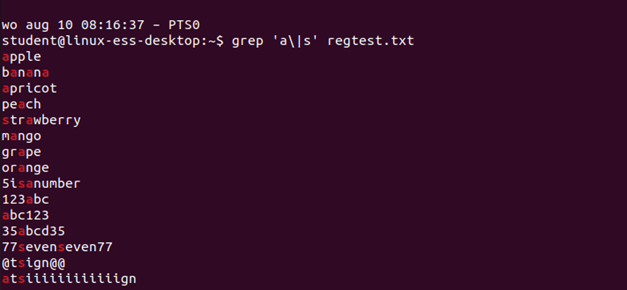 wo aug 10 08:16:37 – PTS0
student@linux-ess-desktop:~$ grep 'a\|s' regtest.txt
apple
banana
apricot
peach
strawberry
mango
grape
orange
5isanumber
123abc
abc123
35abcd35
77sevenseven77
@tsign@@
atsiiiiiiiiiiiign